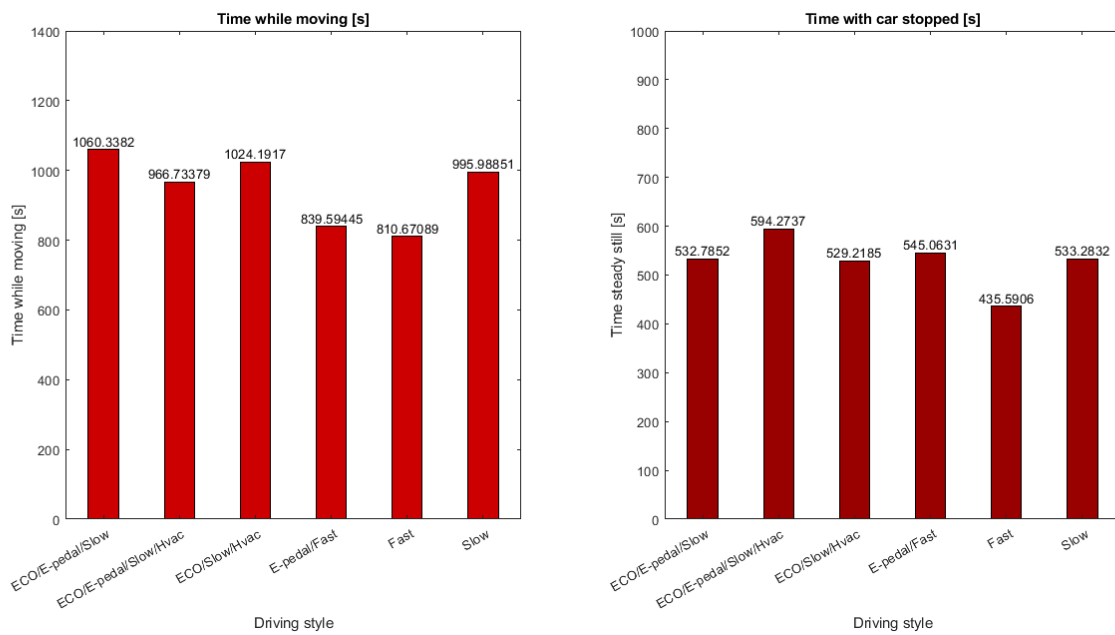 Time while moving [s]
1400
1200
1000
800
600
400
200
0
Time while moving [s]
1060.3382
966.73379
1024.1917
839.59445
810.67089
995.98851
ECO/E-pedal/Slow
ECO/E-pedal/Slow/Hvac
ECO/Slow/Hvac
E-pedal/Fast
Fast
Slow
Driving style
Time with car stopped [s]
1000
900
800
700
600
500
400
300
200
100
0
Time steady still [s]
532.7852
594.2737
529.2185
545.0631
435.5906
533.2832
ECO/E-pedal/Slow
ECO/E-pedal/Slow/Hvac
ECO/Slow/Hvac
E-pedal/Fast
Fast
Slow
Driving style